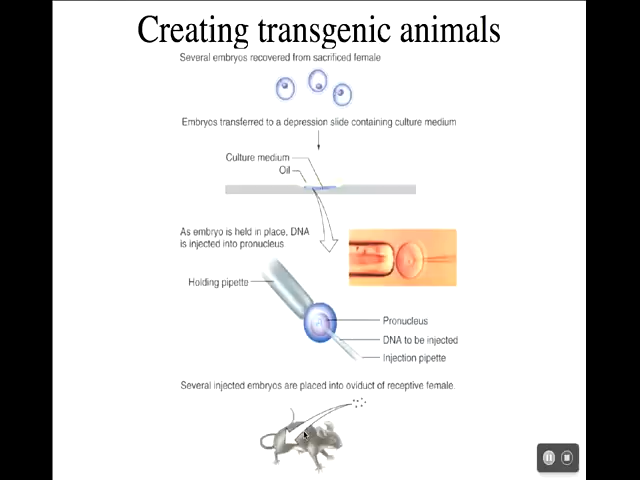 Creating transgenic animals
Several embryos recovered from sacrificed female
Embryos transferred to a depression slide containing culture medium
Culture medium
Oil
As embryo is held in place, DNA
is injected into pronucleus
Holding pipette
Pronucleus
DNA to be injected
Injection pipette
Several injected embryos are placed into oviduct of receptive female.